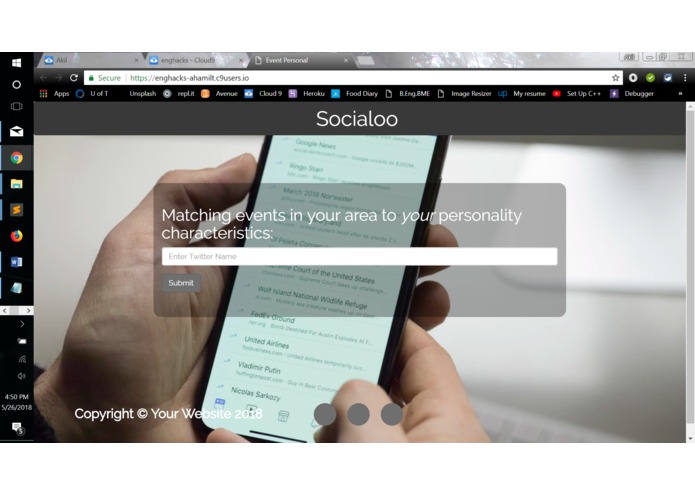 Akil
enghacks - Cloud9
Event Personal
Secure | https://enghacks-ahamilt.c9users.io
Apps U of T Unsplash repl.it Avenue Cloud 9 Heroku Food Diary B.Eng.BME Image Resizer My resume Set Up C++ Debugger »
Socialoo
Google News
Ringo Starr
March 2018 Nor'easter
Matching events in your area to your personality
characteristics:
Enter Twitter Name
Supreme Court of the United States
Submit
Wolf Island National Wildlife Refuge
FedEx Ground
United Airlines
Vladimir Putin
Nicolas Sarkozy
4:50 PM
5/26/2018
Copyright © Your Website 2018